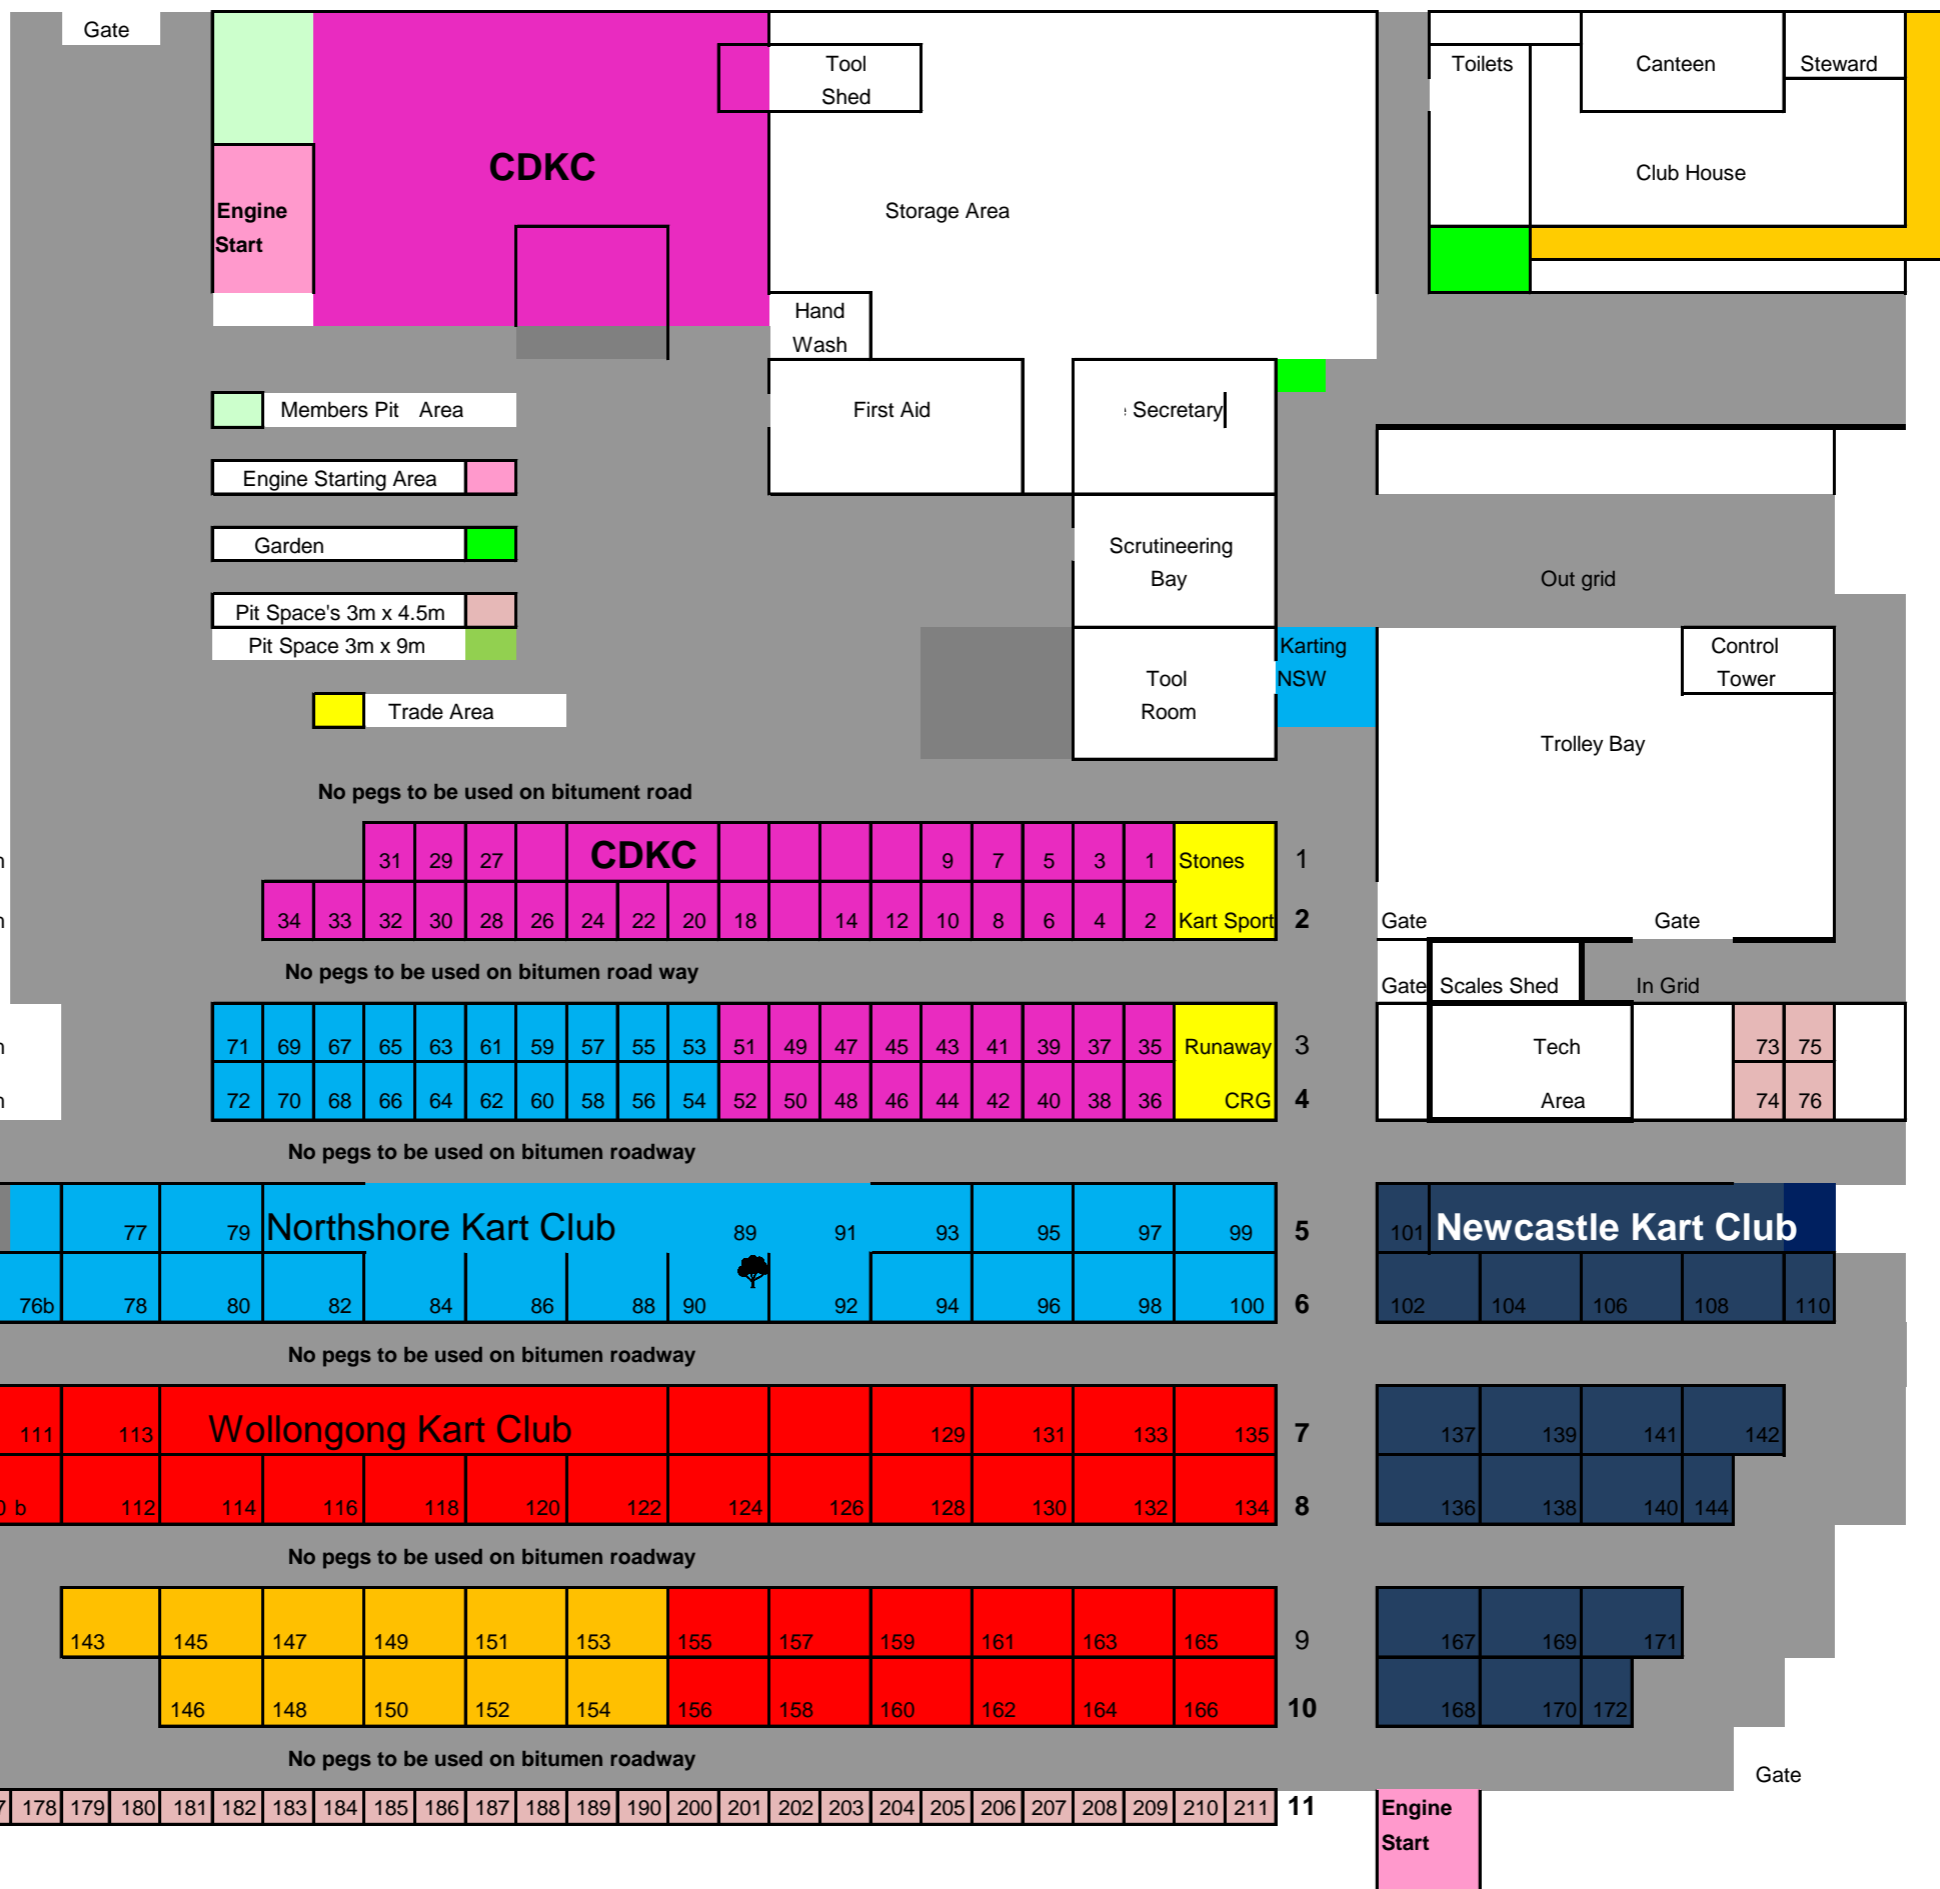 Gate
Tool
Shed
Toilets
Canteen
Steward
CDKC
Club House
Engine
Start
Storage Area
Hand
Wash
Members Pit Area
First Aid
Secretary
Engine Starting Area
Garden
Scrutineering
Bay
Out grid
Pit Space's 3m x 4.5m
Pit Space 3m x 9m
Karting
NSW
Control
Tower
Tool
Room
Trade Area
Trolley Bay
No pegs to be used on bitument road
31 29 27 CDKC 9 7 5 3 1 Stones 1
34 33 32 30 28 26 24 22 20 18 14 12 10 8 6 4 2 Kart Sport 2 Gate Gate
No pegs to be used on bitumen road way
Gate Scales Shed In Grid
71 69 67 65 63 61 59 57 55 53 51 49 47 45 43 41 39 37 35 Runaway 3 Tech 73 75
72 70 68 66 64 62 60 58 56 54 52 50 48 46 44 42 40 38 36 CRG 4 Area 74 76
No pegs to be used on bitumen roadway
77 79 Northshore Kart Club 89 91 93 95 97 99 5 101 Newcastle Kart Club
76b 78 80 82 84 86 88 90 92 94 96 98 100 6 102 104 106 108 110
No pegs to be used on bitumen roadway
111 113 Wollongong Kart Club 129 131 133 135 7 137 139 141 142
b 112 114 116 118 120 122 124 126 128 130 132 134 8 136 138 140 144
No pegs to be used on bitumen roadway
143 145 147 149 151 153 155 157 159 161 163 165 9 167 169 171
146 148 150 152 154 156 158 160 162 164 166 10 168 170 172
No pegs to be used on bitumen roadway
Gate
178 179 180 181 182 183 184 185 186 187 188 189 190 200 201 202 203 204 205 206 207 208 209 210 211 11 Engine
Start